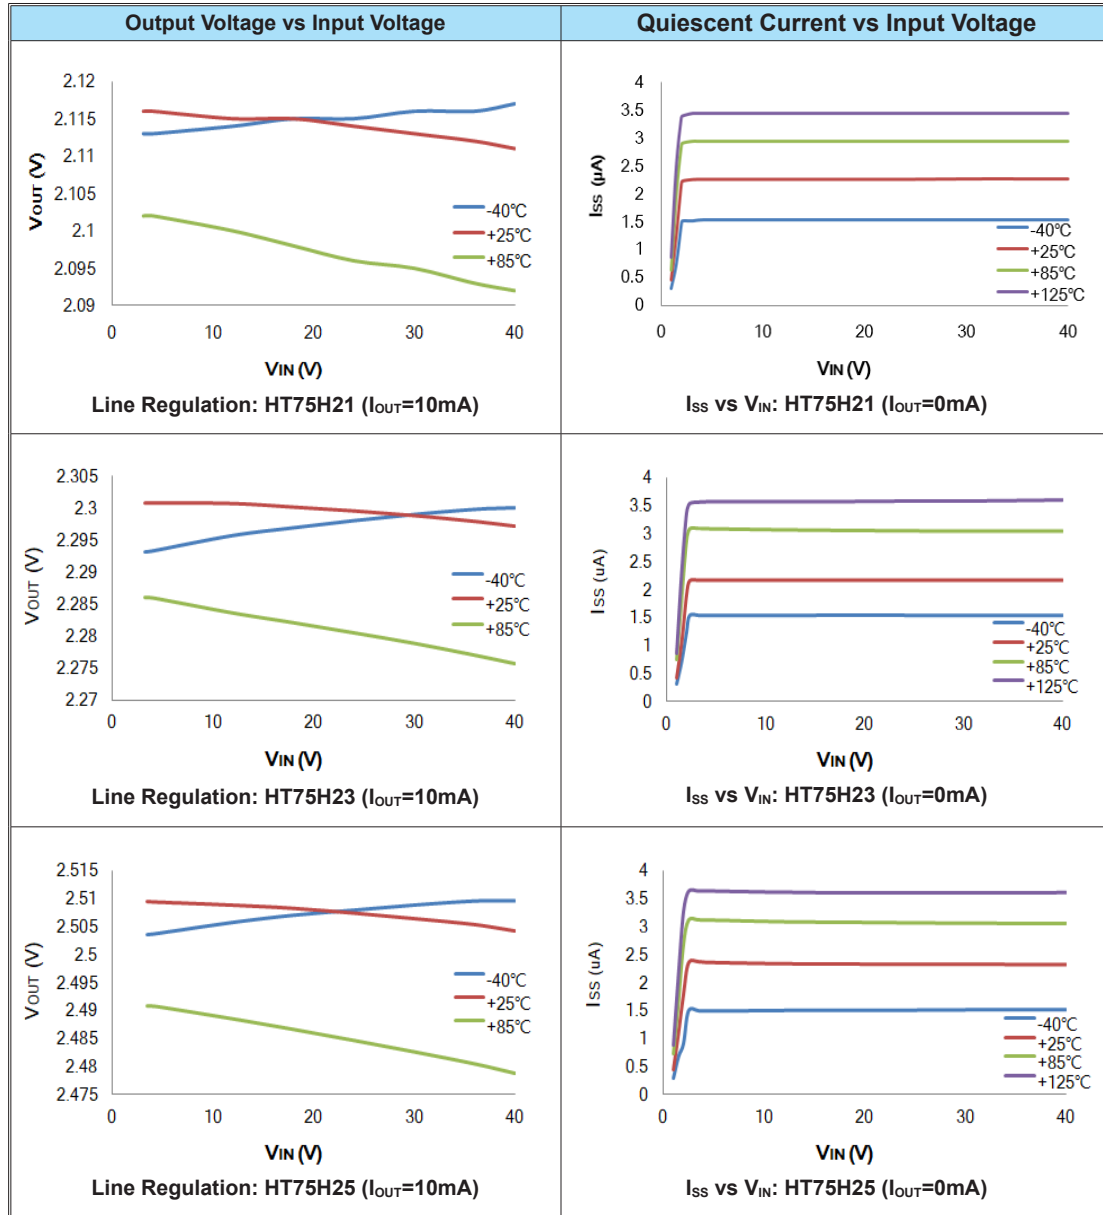 Output Voltage vs Input Voltage
Quiescent Current vs Input Voltage
2.12
2.115
2.11
2.105
2.1
2.095
2.09
VOUT (V)
-40℃
+25℃
+85℃
0 10 20 30 40
VIN (V)
Line Regulation: HT75H21 (IOUT=10mA)
4
3.5
3
2.5
2
1.5
1
0.5
0
ISS (µA)
-40℃
+25℃
+85℃
+125℃
0 10 20 30 40
VIN (V)
ISS vs VIN: HT75H21 (IOUT=0mA)
2.305
2.3
2.295
2.29
2.285
2.28
2.275
2.27
VOUT (V)
-40℃
+25℃
+85℃
0 10 20 30 40
VIN (V)
Line Regulation: HT75H23 (IOUT=10mA)
4
3.5
3
2.5
2
1.5
1
0.5
0
ISS (uA)
-40℃
+25℃
+85℃
+125℃
0 10 20 30 40
VIN (V)
ISS vs VIN: HT75H23 (IOUT=0mA)
2.515
2.51
2.505
2.5
2.495
2.49
2.485
2.48
2.475
VOUT (V)
-40℃
+25℃
+85℃
0 10 20 30 40
VIN (V)
Line Regulation: HT75H25 (IOUT=10mA)
4
3.5
3
2.5
2
1.5
1
0.5
0
ISS (uA)
-40℃
+25℃
+85℃
+125℃
0 10 20 30 40
VIN (V)
ISS vs VIN: HT75H25 (IOUT=0mA)